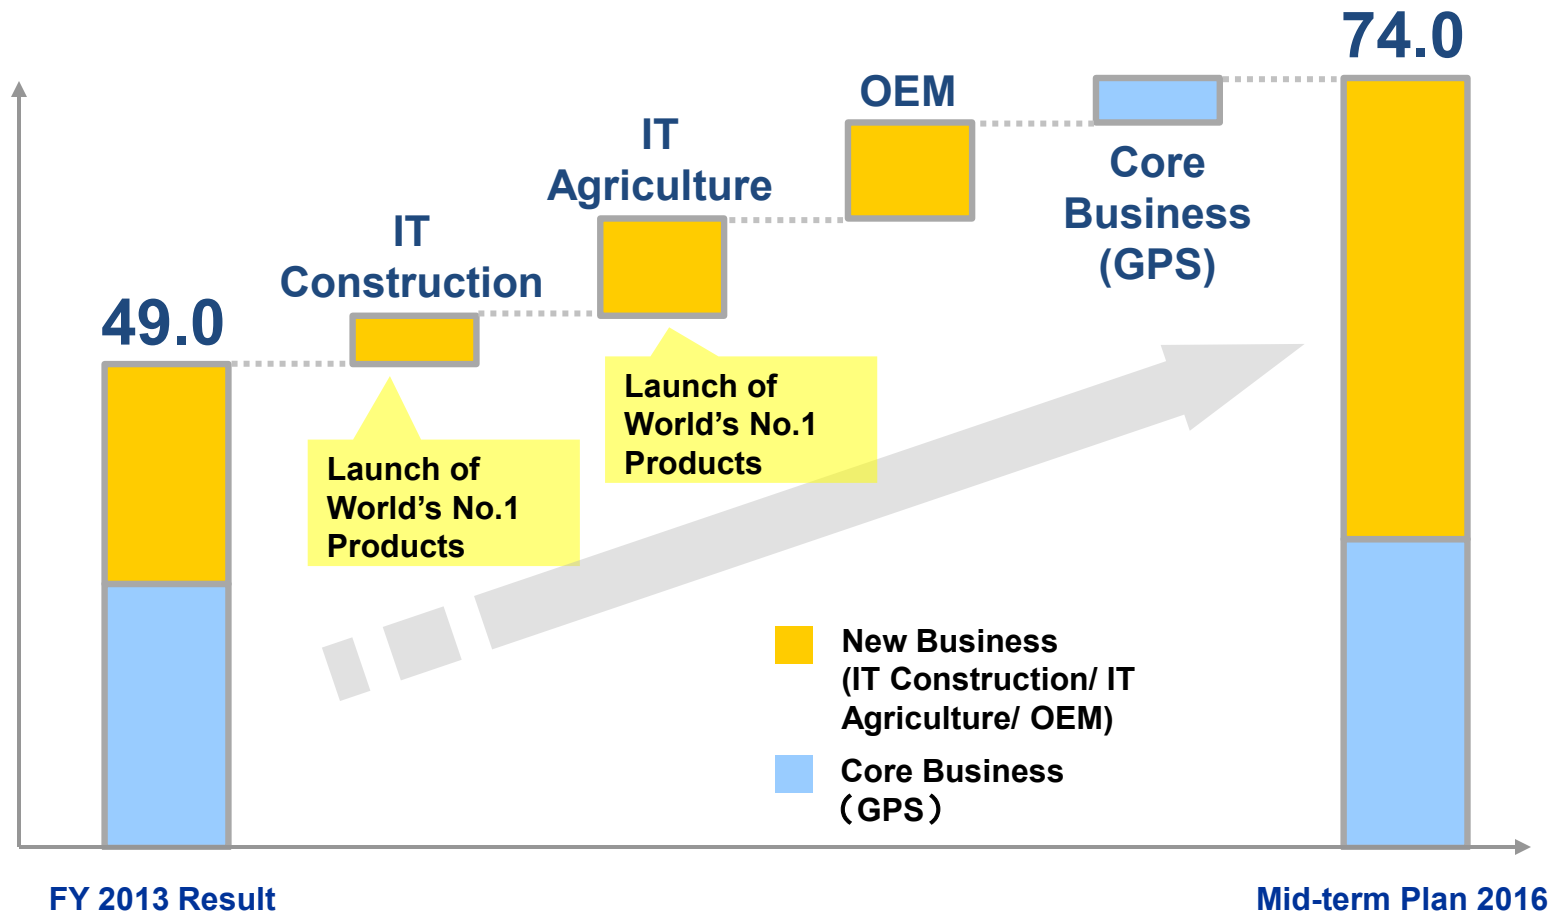 74.0
OEM
IT
Agriculture
Core
Business
(GPS)
IT
Construction
49.0
Launch of
World’s No.1
Products
Launch of
World’s No.1
Products
New Business
(IT Construction/ IT
Agriculture/ OEM)
Core Business
（GPS）
FY 2013 Result
Mid-term Plan 2016